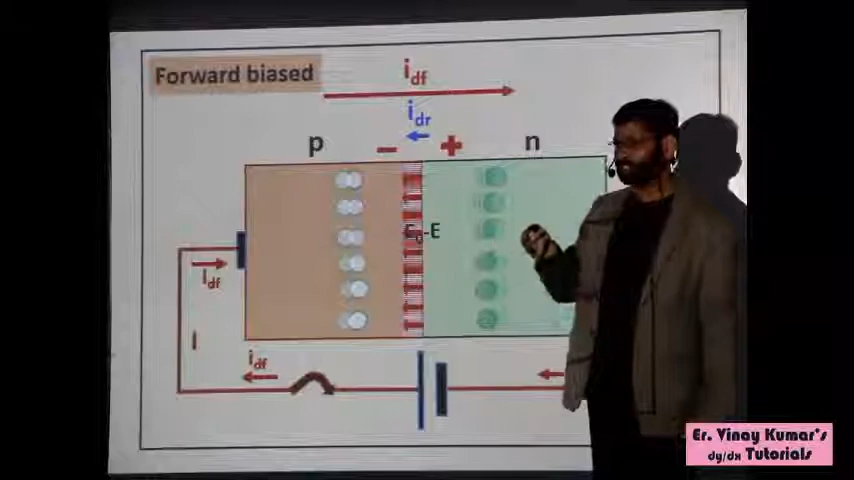 Forward biased
idf
idr
p − + n
E0-E
Idf
I
idf
Er. Vinay Kumar's
dy/dx Tutorials